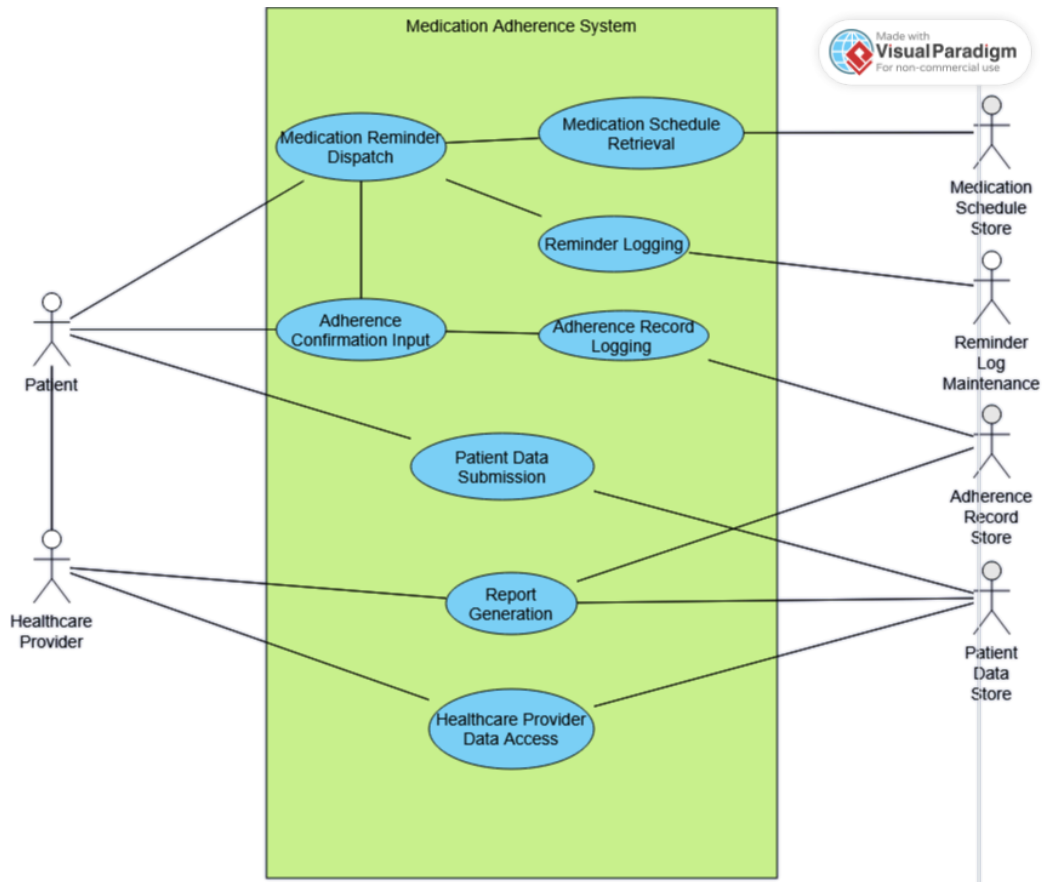 Medication Adherence System
Made with
VisualParadigm
For non-commercial use
Medication Reminder
Dispatch
Medication Schedule
Retrieval
Medication
Schedule
Store
Reminder Logging
Adherence
Confirmation Input
Adherence Record
Logging
Reminder
Log
Maintenance
Patient
Patient Data
Submission
Adherence
Record
Store
Report
Generation
Healthcare
Provider
Patient
Data
Store
Healthcare Provider
Data Access